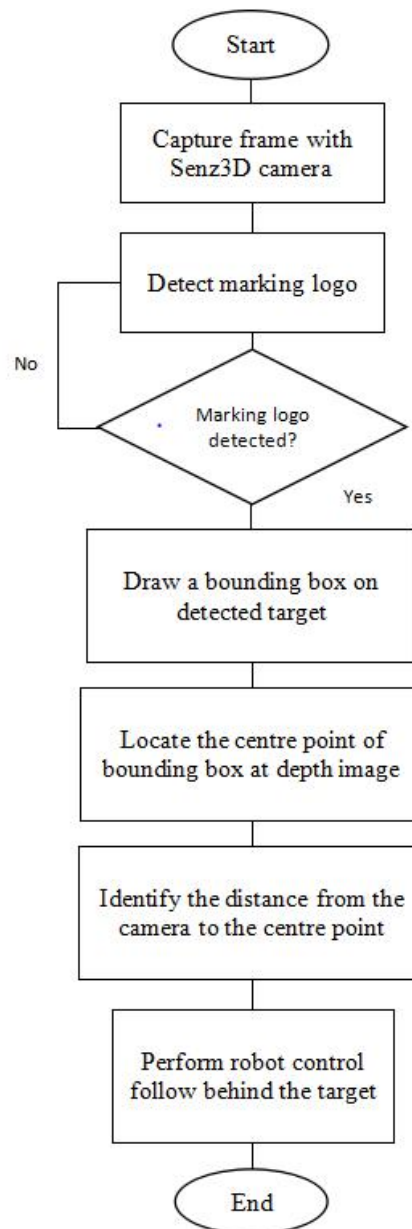 Start
Capture frame with
Senz3D camera
Detect marking logo
No
Marking logo
detected?
Yes
Draw a bounding box on
detected target
Locate the centre point of
bounding box at depth image
Identify the distance from the
camera to the centre point
Perform robot control
follow behind the target
End